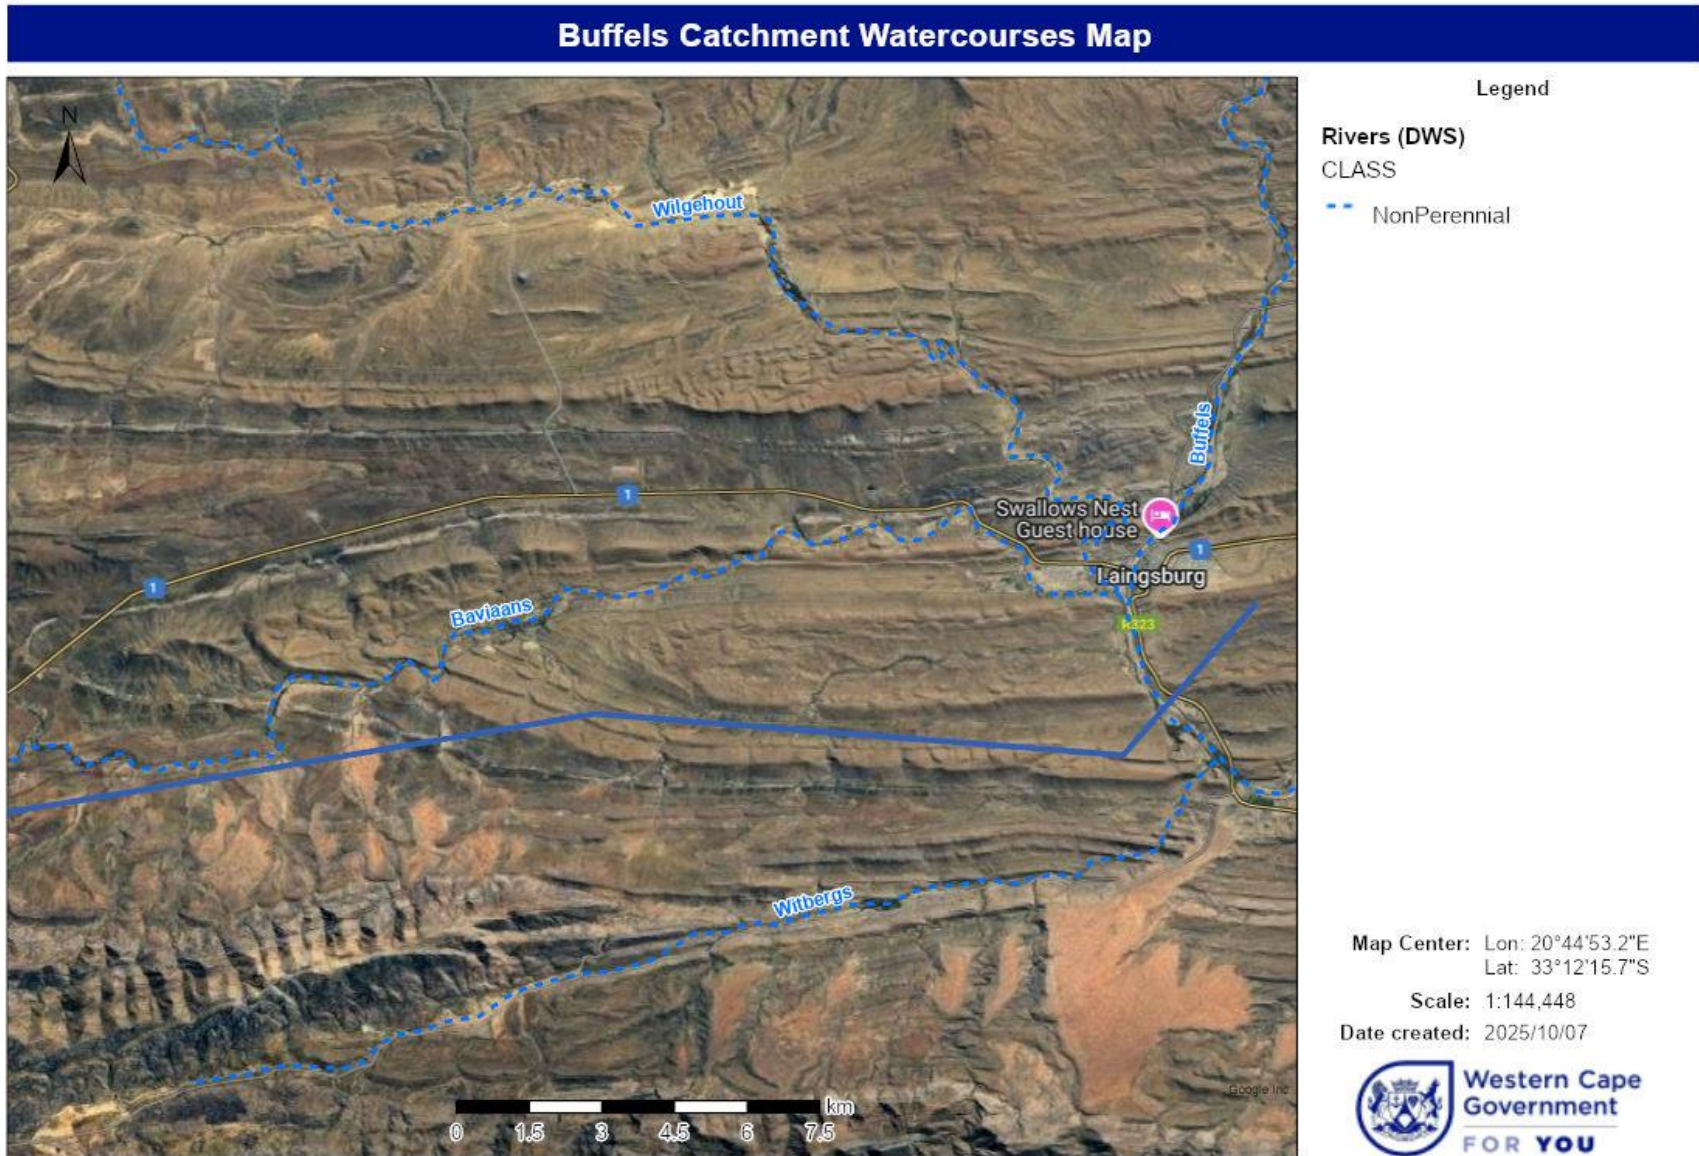 Buffels Catchment Watercourses Map
N
Wilgehout
Buffels
1
Swallows Nest
Guest house
1
1
Laingsburg
R323
Baviaans
Witbergs
Google Inc
km
0 1.5 3 4.5 6 7.5
Legend
Rivers (DWS)
CLASS
NonPerennial
Map Center: Lon: 20°44'53.2"E
Lat: 33°12'15.7"S
Scale: 1:144,448
Date created: 2025/10/07
Western Cape
Government
FOR YOU